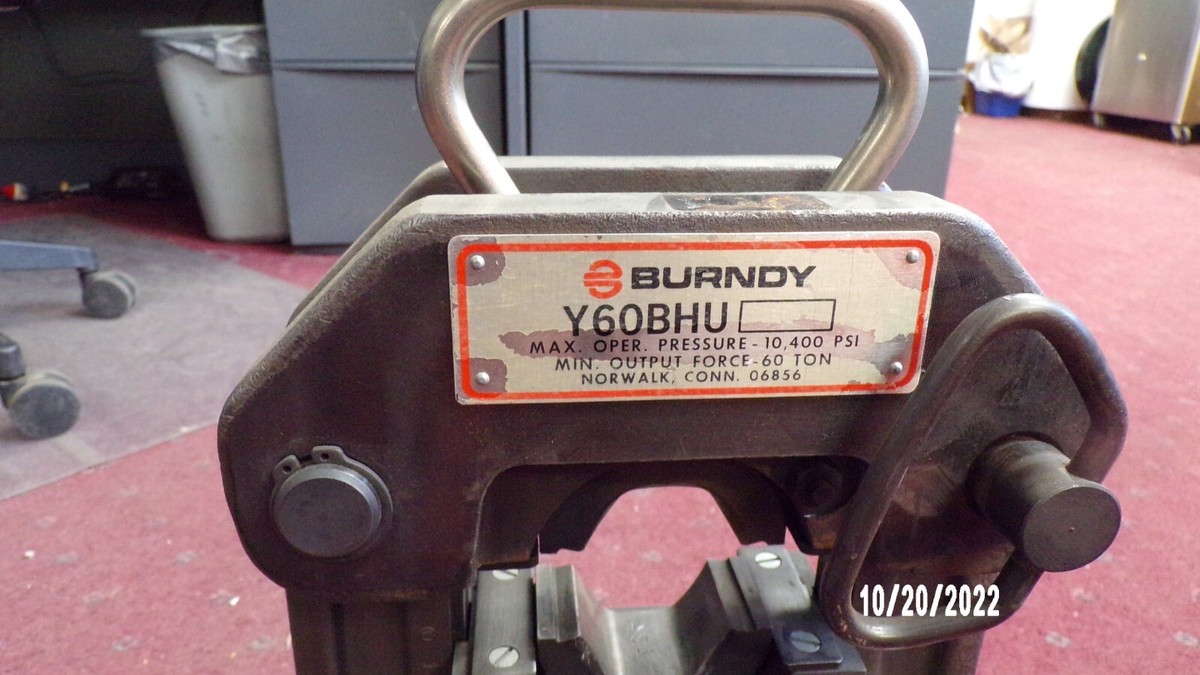 BURNDY
Y60BHU
MAX. OPER. PRESSURE - 10,400 PSI
MIN. OUTPUT FORCE - 60 TON
NORWALK, CONN. 06856
10/20/2022